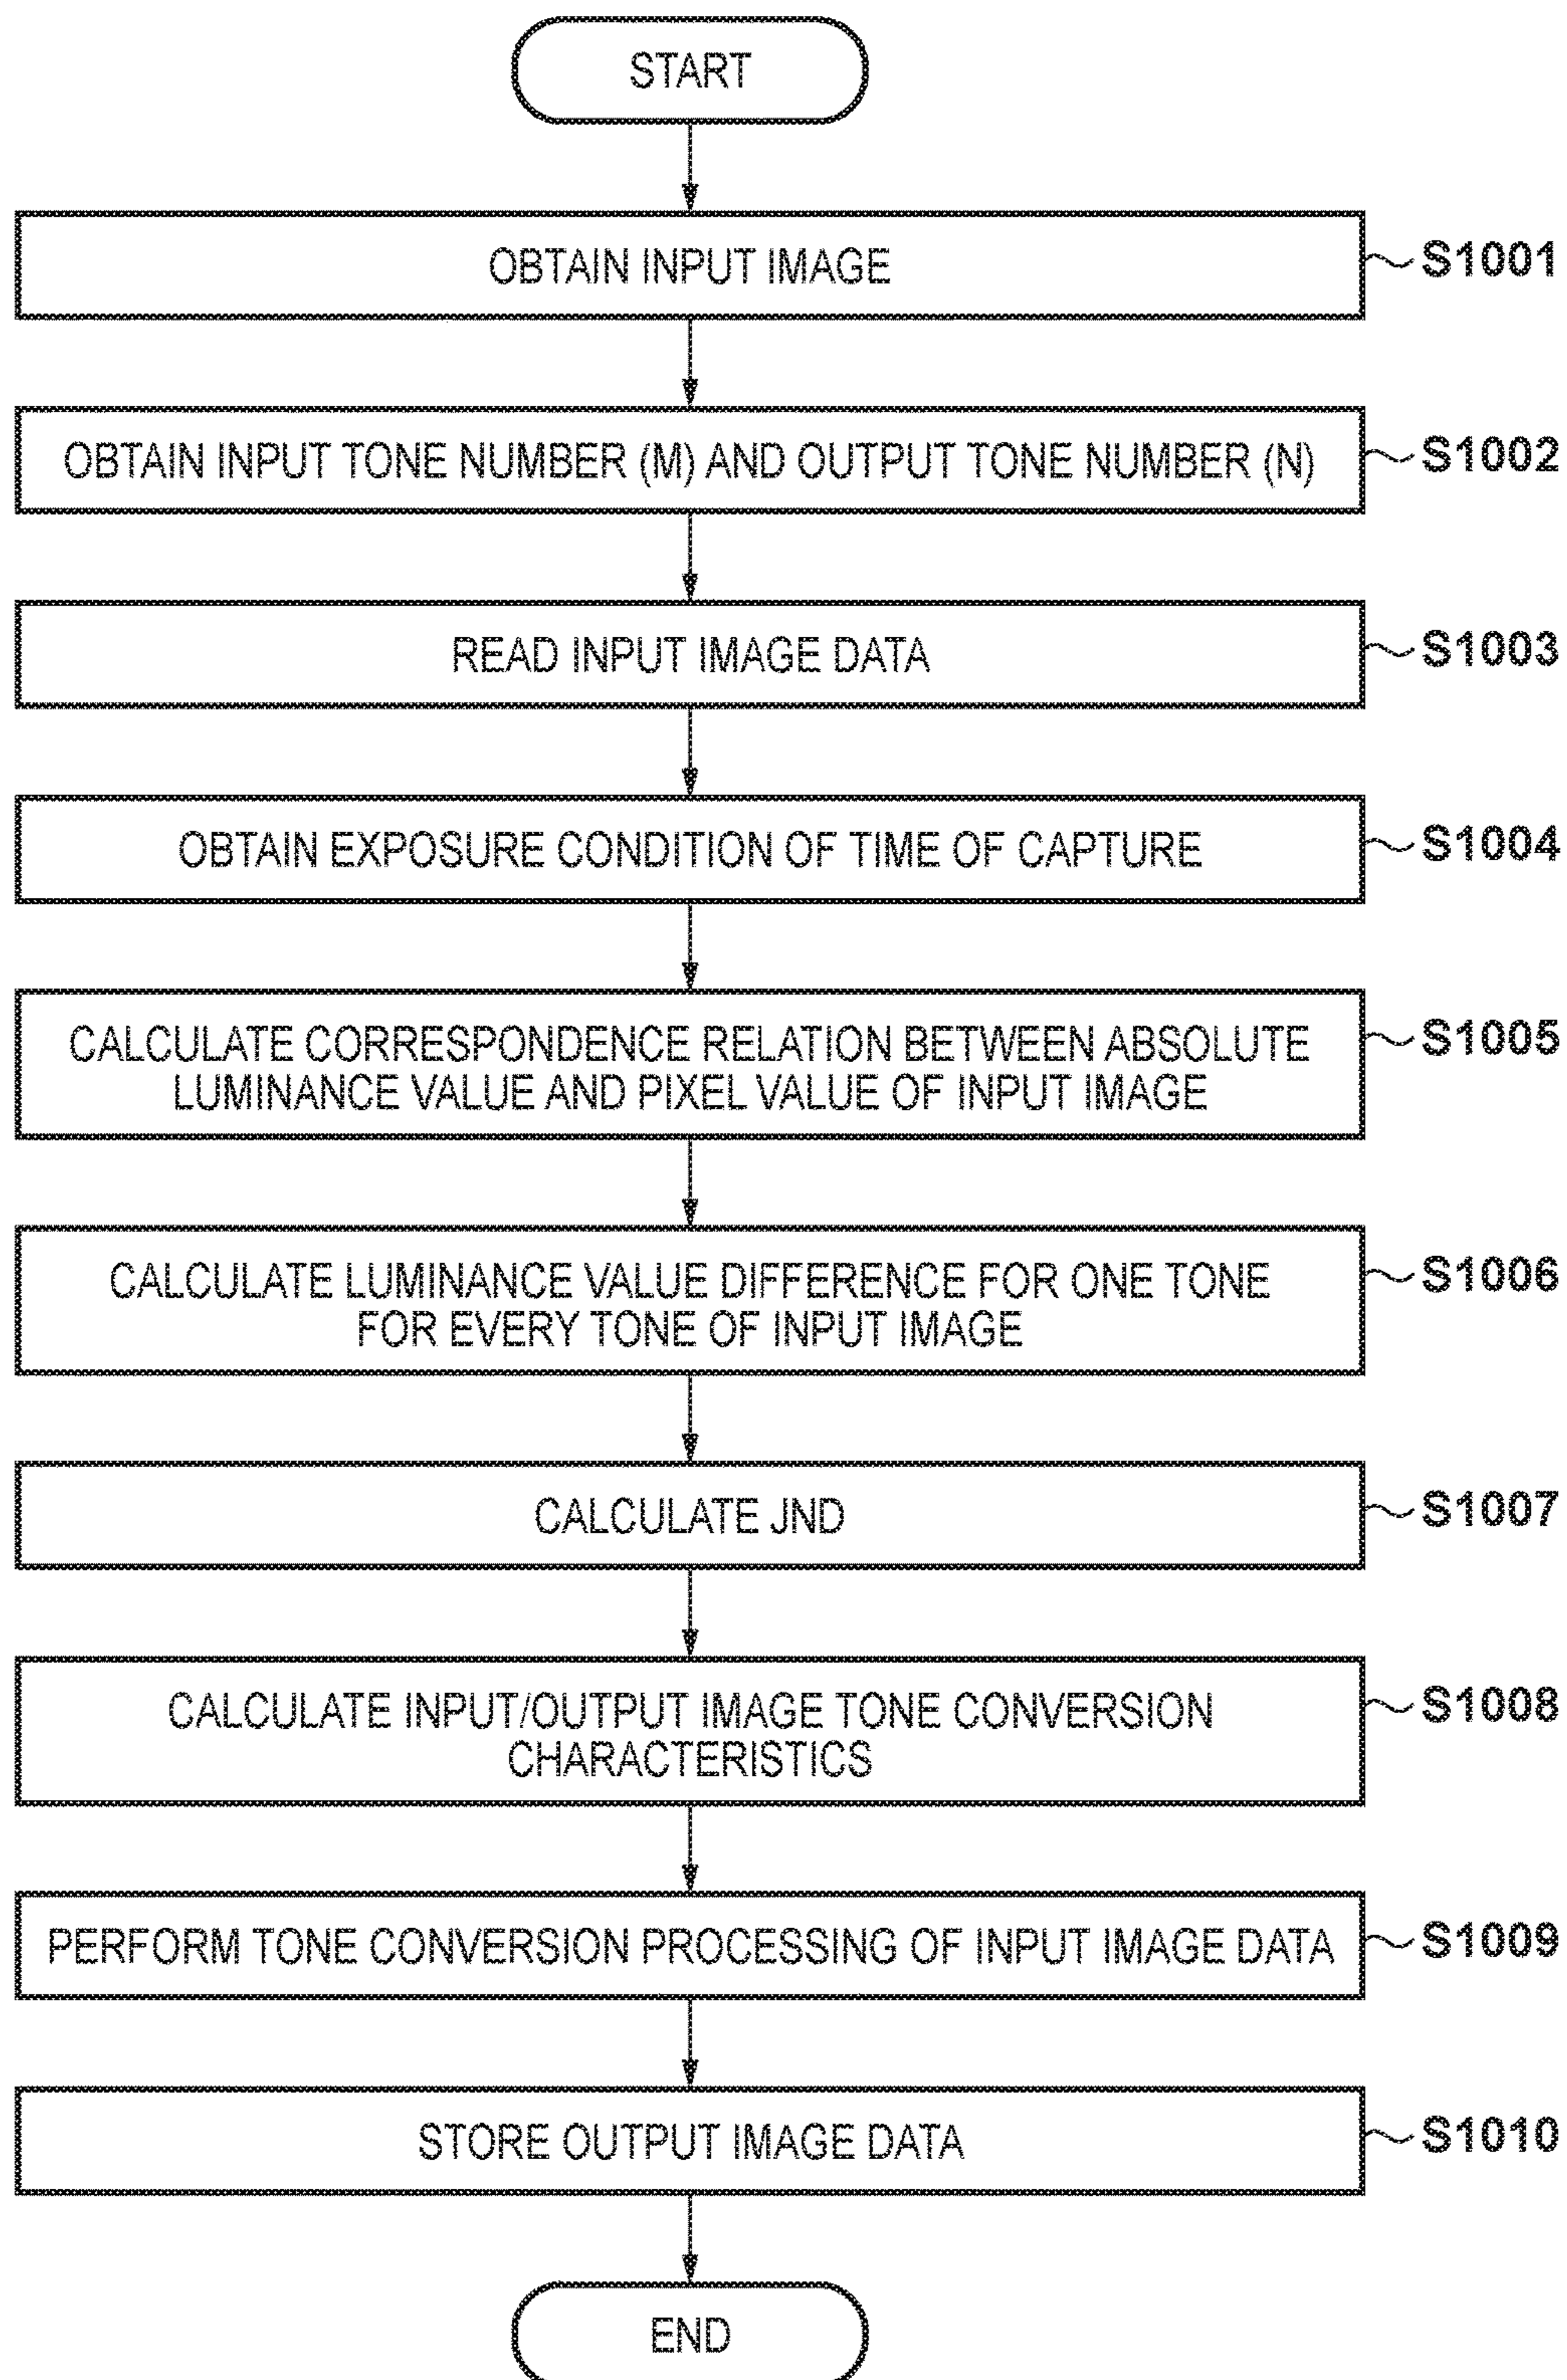 START
OBTAIN INPUT IMAGE
S1001
OBTAIN INPUT TONE NUMBER (M) AND OUTPUT TONE NUMBER (N)
S1002
READ INPUT IMAGE DATA
S1003
OBTAIN EXPOSURE CONDITION OF TIME OF CAPTURE
S1004
CALCULATE CORRESPONDENCE RELATION BETWEEN ABSOLUTE
LUMINANCE VALUE AND PIXEL VALUE OF INPUT IMAGE
S1005
CALCULATE LUMINANCE VALUE DIFFERENCE FOR ONE TONE
FOR EVERY TONE OF INPUT IMAGE
S1006
CALCULATE JND
S1007
CALCULATE INPUT/OUTPUT IMAGE TONE CONVERSION
CHARACTERISTICS
S1008
PERFORM TONE CONVERSION PROCESSING OF INPUT IMAGE DATA
S1009
STORE OUTPUT IMAGE DATA
S1010
END